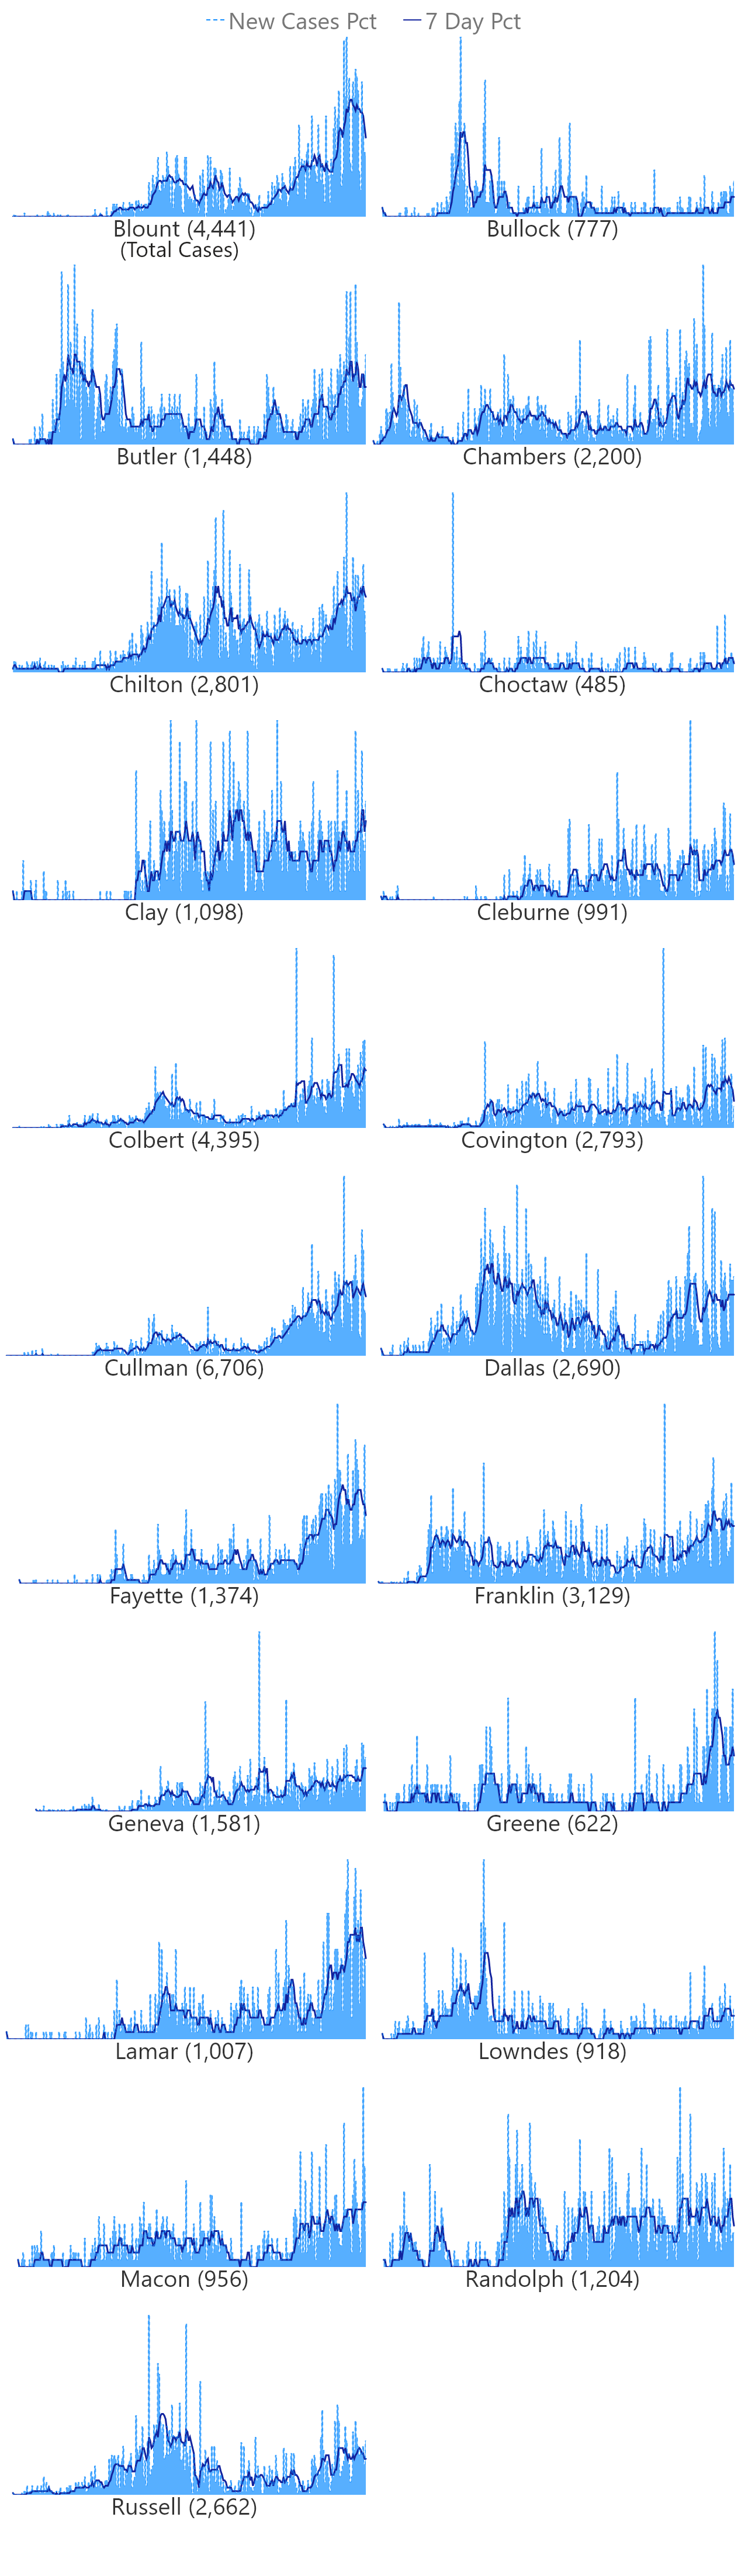 New Cases Pct 7 Day Pct
Blount (4,441) Bullock (777)
(Total Cases)
Butler (1,448) Chambers (2,200)
Chilton (2,801) Choctaw (485)
Clay (1,098) Cleburne (991)
Colbert (4,395) Covington (2,793)
Cullman (6,706) Dallas (2,690)
Fayette (1,374) Franklin (3,129)
Geneva (1,581) Greene (622)
Lamar (1,007) Lowndes (918)
Macon (956) Randolph (1,204)
Russell (2,662)